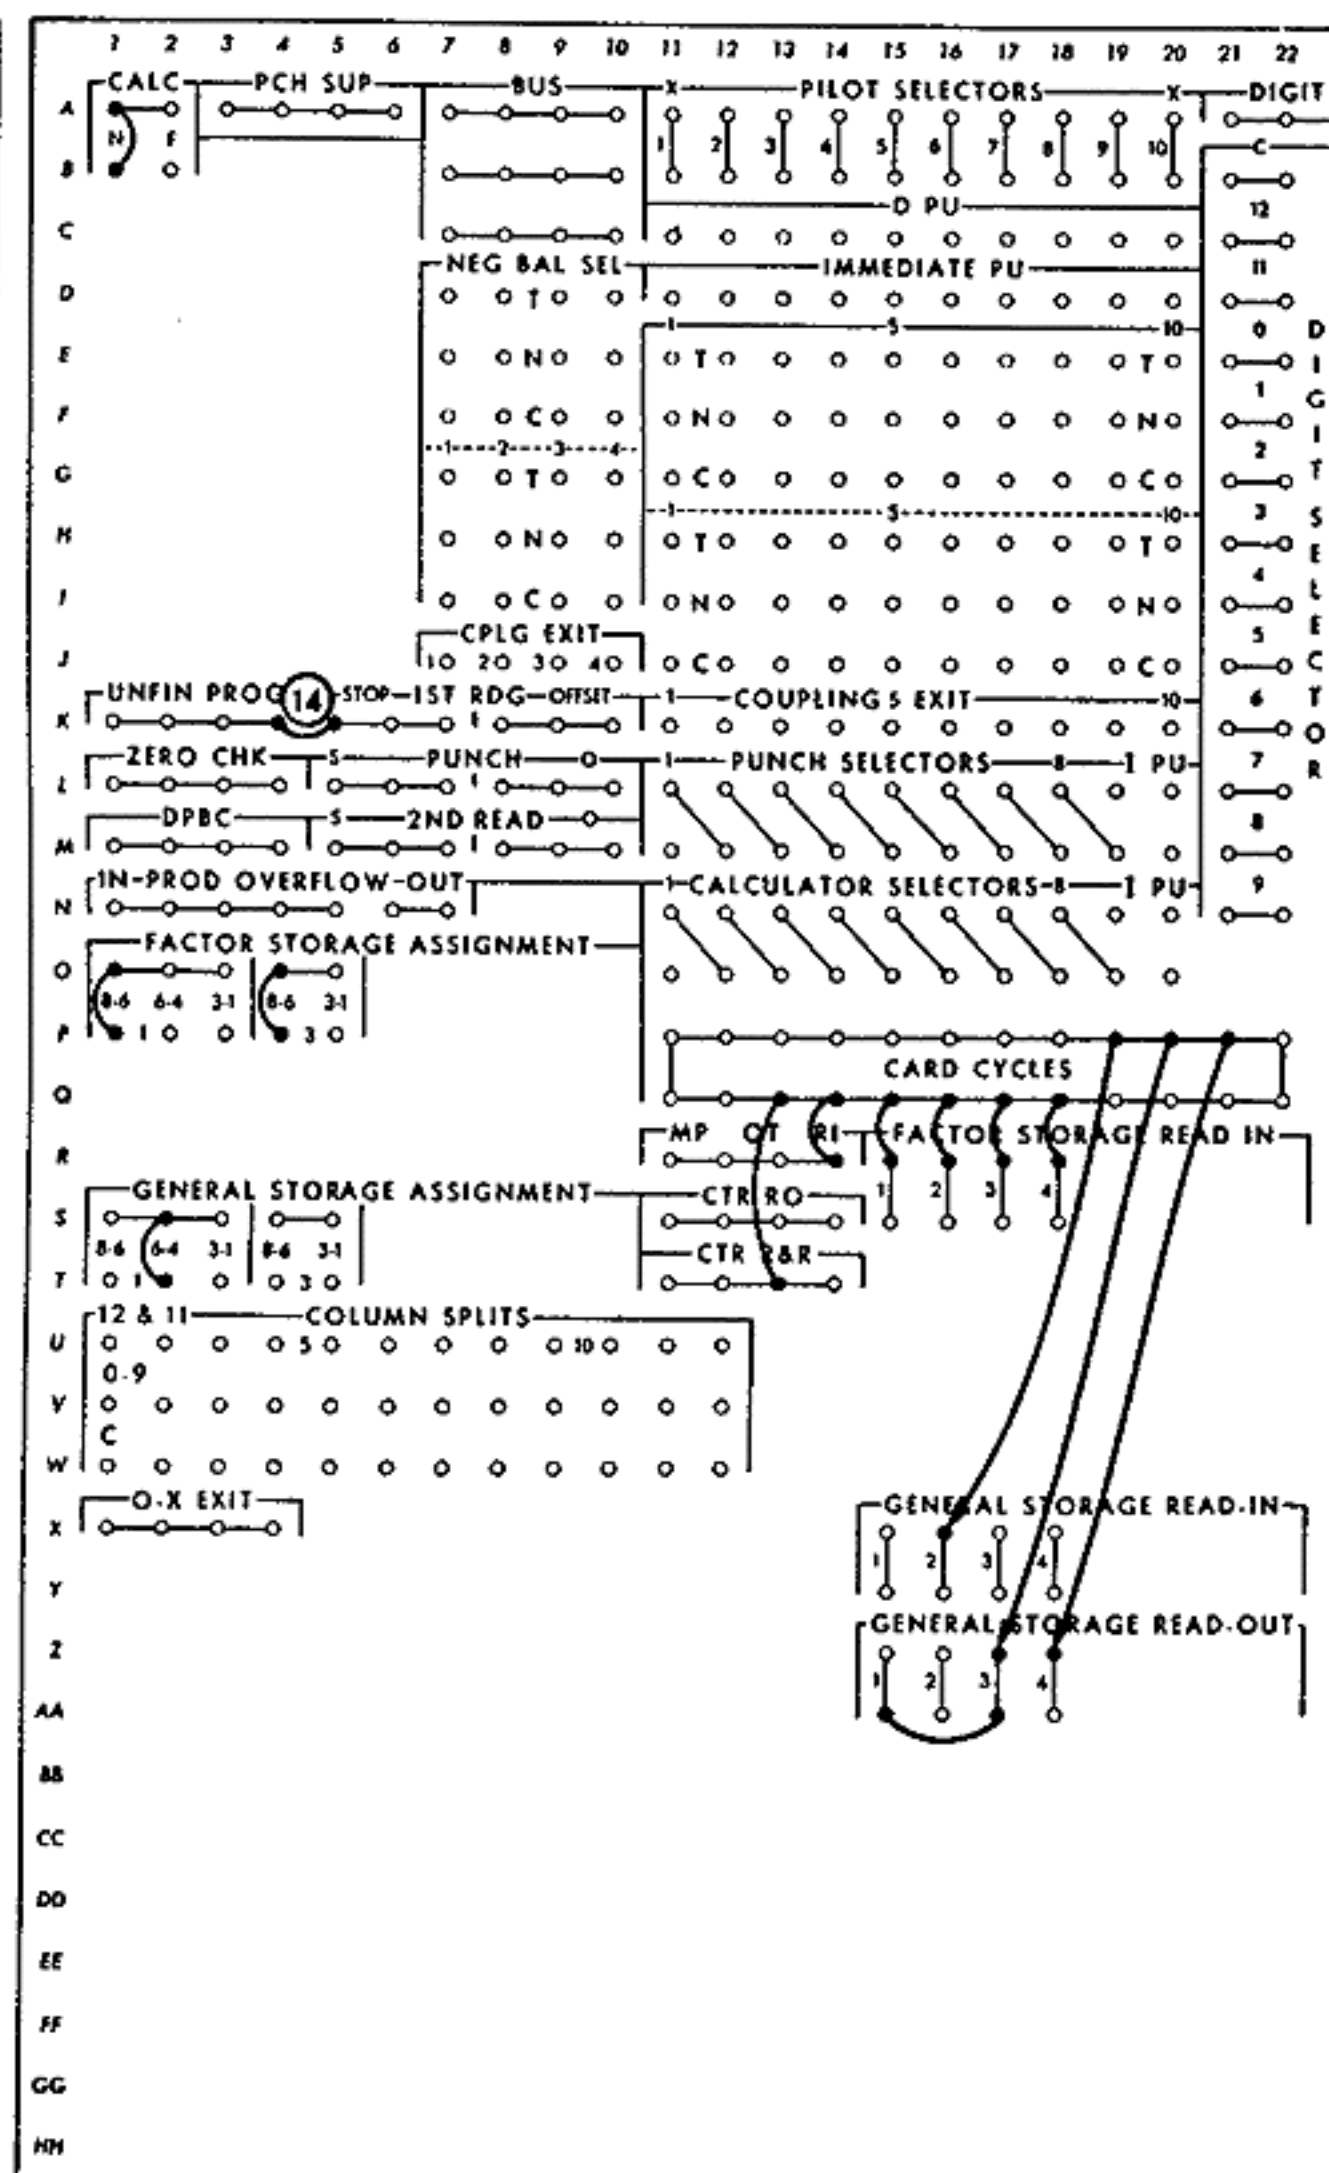 1 2 3 4 5 6 7 8 9 10 11 12 13 14 15 16 17 18 19 20 21 22
CALC PCH SUP BUS X PILOT SELECTORS X DIGIT
A
N F 1 2 3 4 5 6 7 8 9 10 C
B
D PU 12
C
NEG BAL SEL IMMEDIATE PU 11
D T
1 5 10 0
E N T T
1
F C N N
1 2 3 4 2
G T C C
1 5 10 3
H N T T
4
I C N N
CPLG EXIT 5
J 1 2 3 4 C C
UNFIN PROG 14 STOP 1ST RDG OFFSET 1 COUPLING 5 EXIT 10 6
K
ZERO CHK S PUNCH O 1 PUNCH SELECTORS 8 I PU 7
L
DPBC S 2ND READ O 8
M
IN-PROD OVERFLOW-OUT 1 CALCULATOR SELECTORS 8 I PU 9
N
DIGIT SELECTOR
FACTOR STORAGE ASSIGNMENT
O
8-6 6-4 3-1 8-6 3-1
P 1 3
CARD CYCLES
Q
MP OT RI FACTOR STORAGE READ IN
R
GENERAL STORAGE ASSIGNMENT CTR RO 1 2 3 4
S
8-6 6-4 3-1 8-6 3-1 CTR R&R
T 1 3
12 & 11 COLUMN SPLITS
U 5 10
0-9
V
C
W
O-X EXIT GENERAL STORAGE READ-IN
X
1 2 3 4
Y
GENERAL STORAGE READ-OUT
Z
1 2 3 4
AA
BB
CC
DD
EE
FF
GG
HH